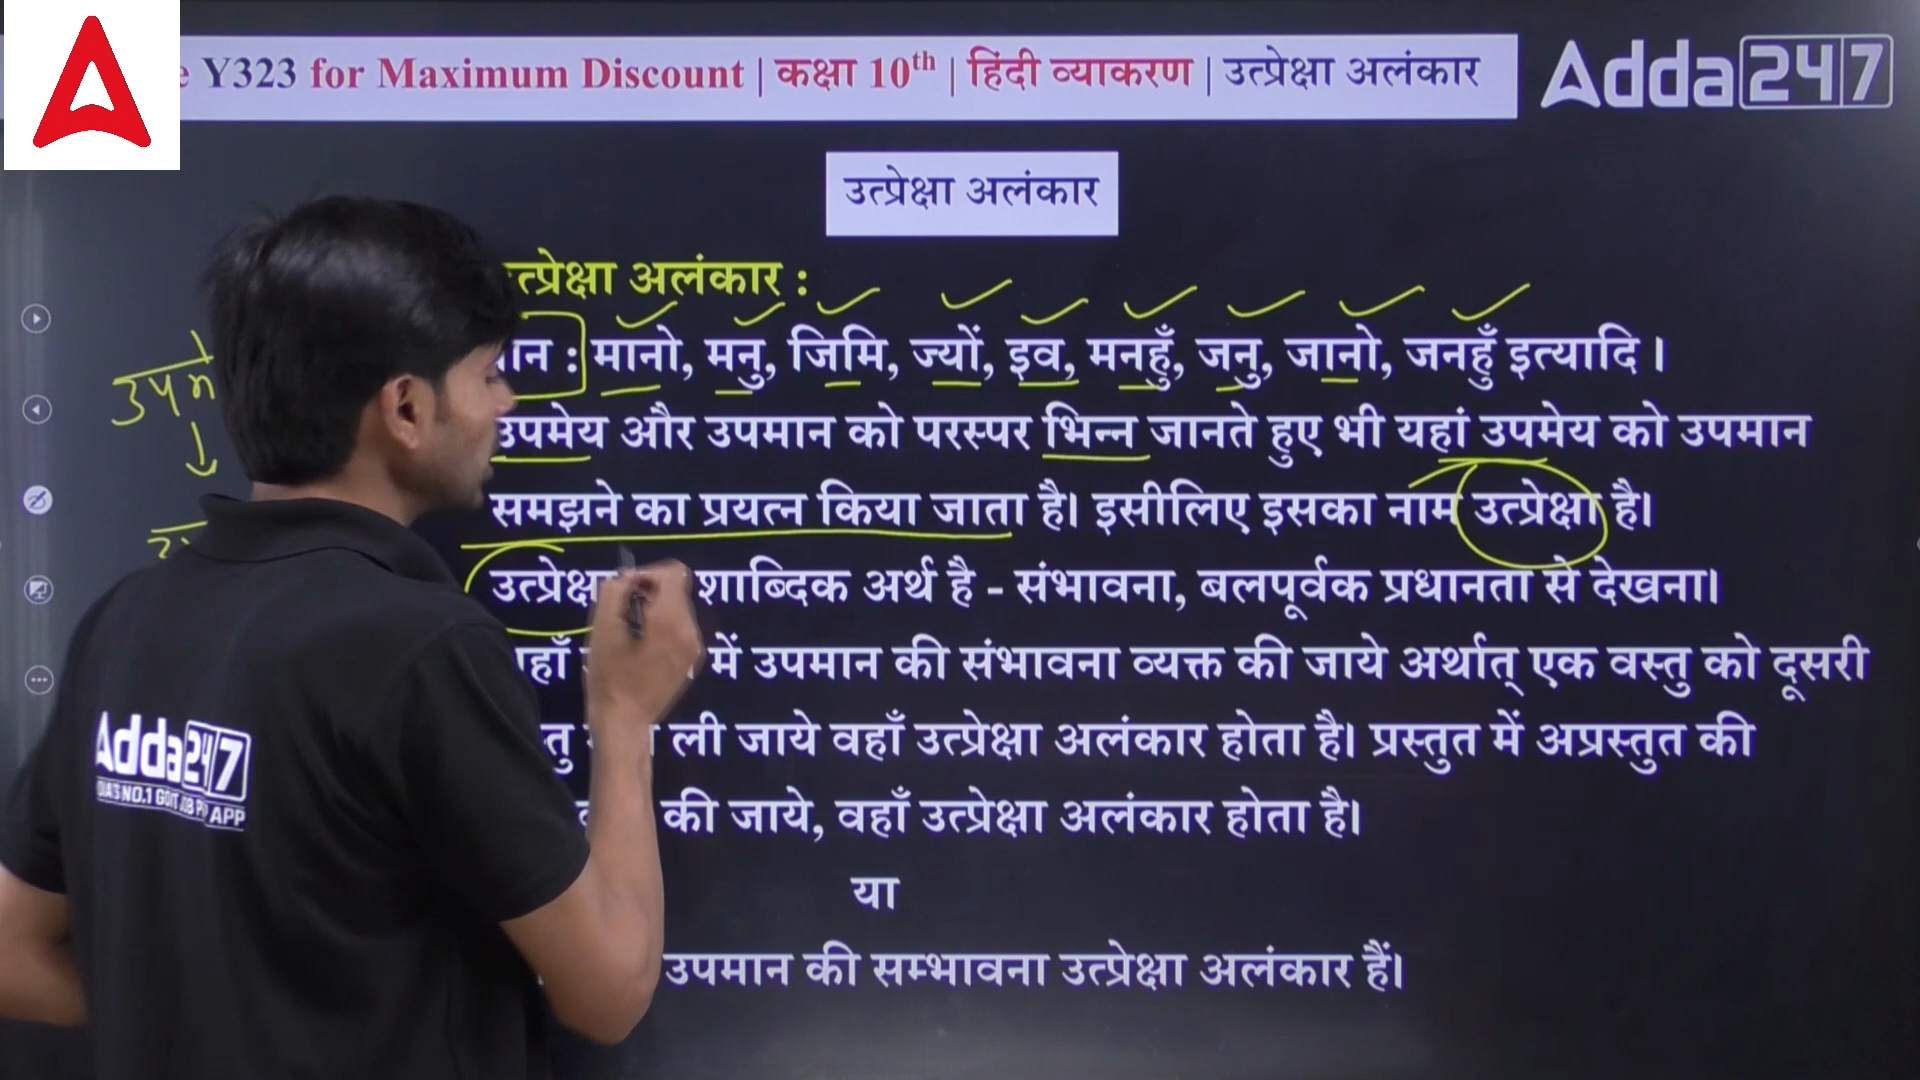 Y323 for Maximum Discount | कक्षा 10th | हिंदी व्याकरण | उत्प्रेक्षा अलंकार
Adda247
उत्प्रेक्षा अलंकार
अलंकार :
मानो, मनु, जिमि, ज्यों, इव, मनहुँ, जनु, जानो, जनहुँ इत्यादि ।
उपमेय और उपमान को परस्पर भिन्न जानते हुए भी यहां उपमेय को उपमान
समझने का प्रयत्न किया जाता है। इसीलिए इसका नाम उत्प्रेक्षा है।
उत्प्रेक्षा शाब्दिक अर्थ है - संभावना, बलपूर्वक प्रधानता से देखना।
में उपमान की संभावना व्यक्त की जाये अर्थात् एक वस्तु को दूसरी
ली जाये वहाँ उत्प्रेक्षा अलंकार होता है। प्रस्तुत में अप्रस्तुत की
की जाये, वहाँ उत्प्रेक्षा अलंकार होता है।
या
उपमान की सम्भावना उत्प्रेक्षा अलंकार हैं।
Adda247
APP